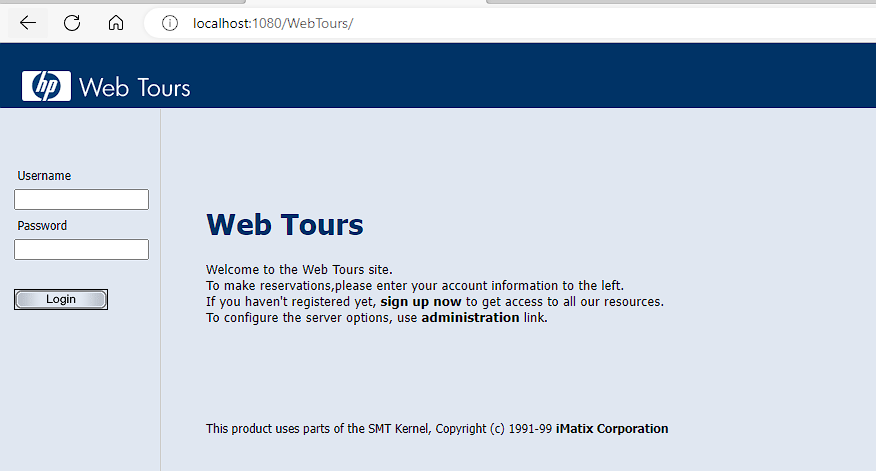 localhost:1080/WebTours/
hp Web Tours
Username
Password
Login
Web Tours
Welcome to the Web Tours site.
To make reservations,please enter your account information to the left.
If you haven't registered yet, sign up now to get access to all our resources.
To configure the server options, use administration link.
This product uses parts of the SMT Kernel, Copyright (c) 1991-99 iMatix Corporation